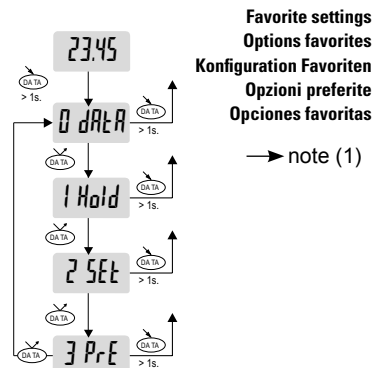 Favorite settings
Options favorites
Konfiguration Favoriten
Opzioni preferite
Opciones favoritas
note (1)
23.45
DATA
> 1s.
0 dAtA
DATA
> 1s.
DATA
1 Hold
DATA
> 1s.
DATA
2 SEt
DATA
> 1s.
DATA
3 PrE
DATA
DATA
> 1s.